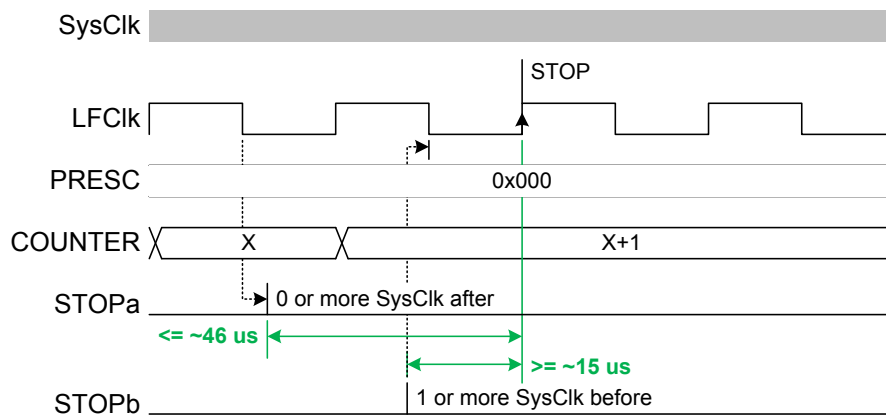 SysClk
STOP
LFClk
PRESC
0x000
COUNTER
X
X+1
STOPa
0 or more SysClk after
<= ~46 us
>= ~15 us
STOPb
1 or more SysClk before